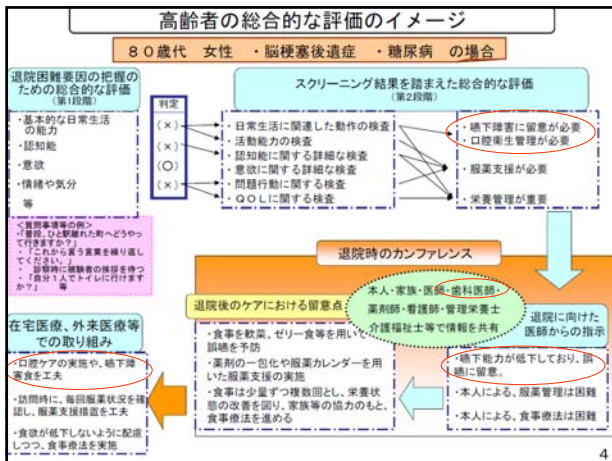 高齢者の総合的な評価のイメージ
80歳代 女性 ・脳梗塞後遺症 ・糖尿病 の場合
退院困難要因の把握の
ための総合的な評価
(第1段階)
・基本的な日常生活
の能力
・認知能
・意欲
・情緒や気分
等
判定
(×)
(×)
(○)
(×)
スクリーニング結果を踏まえた総合的な評価
(第2段階)
・日常生活に関連した動作の検査
・活動能力の検査
・認知能に関する詳細な検査
・意欲に関する詳細な検査
・問題行動に関する検査
・QOLに関する検査
・嚥下障害に留意が必要
・口腔衛生管理が必要
・服薬支援が必要
・栄養管理が重要
<質問事項等の例>
・「普段、ひと駅離れた町へどうやっ
て行きますか?」
・「これから言う言葉を繰り返して
ください。」
・診察時に被験者の挨拶を待つ
・「自分1人でトイレに行けます
か?」 等
退院時のカンファレンス
本人・家族・医師・歯科医師・
薬剤師・看護師・管理栄養士
介護福祉士等で情報を共有
退院に向けた
医師からの指示
・嚥下能力が低下しており、誤
嚥に留意。
・本人による、服薬管理は困難
・本人による、食事療法は困難
退院後のケアにおける留意点
・食事を軟菜、ゼリー食等を用いて
誤嚥を予防
・薬剤の一包化や服薬カレンダーを用
いた服薬支援の実施
・食事は少量ずつ複数回とし、栄養状
態の改善を図り、家族等の協力のもと、
食事療法を進める
在宅医療、外来医療等
での取り組み
・口腔ケアの実施や、嚥下障
害食を工夫
・訪問時に、毎回服薬状況を確
認し、服薬支援措置を工夫
・食欲が低下しないように配慮
しつつ、食事療法を実施
4